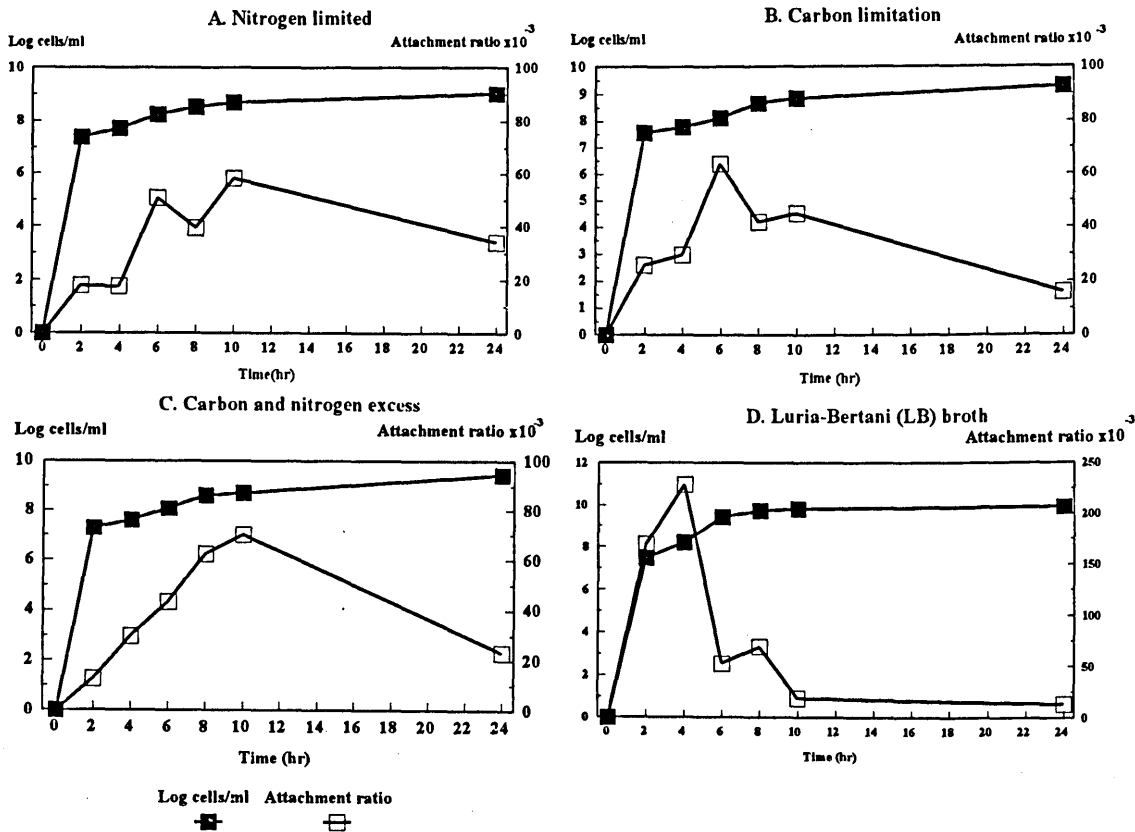 A. Nitrogen limited
Log cells/ml
Attachment ratio x10 -3
10
8
6
4
2
0
100
80
60
40
20
0
0 2 4 6 8 10 12 14 16 18 20 22 24
Time(hr)
B. Carbon limitation
Log cells/ml
Attachment ratio x10 -3
10
9
8
7
6
5
4
3
2
1
0
100
80
60
40
20
0
0 2 4 6 8 10 12 14 16 18 20 22 24
Time (hr)
C. Carbon and nitrogen excess
Log cells/ml
Attachment ratio x10 -3
10
8
6
4
2
0
100
80
60
40
20
0
0 2 4 6 8 10 12 14 16 18 20 22 24
Time (hr)
D. Luria-Bertani (LB) broth
Log cells/ml
Attachment ratio x10 -3
12
10
8
6
4
2
0
250
200
150
100
50
0
0 2 4 6 8 10 12 14 16 18 20 22 24
Time (hr)
Log cells/ml Attachment ratio